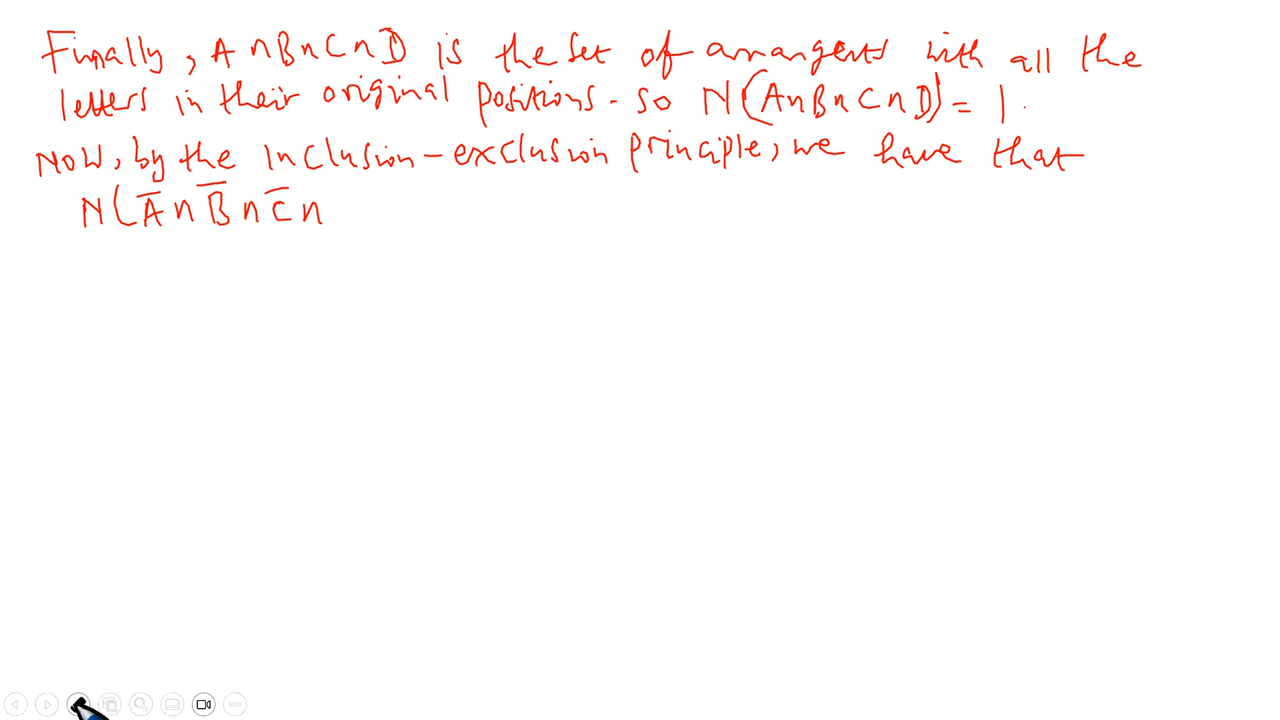 Finally, A∩B∩C∩D is the set of arrangents with all the
letters in their original positions. So N(A∩B∩C∩D) = 1.
Now, by the inclusion-exclusion principle, we have that
N(A̅∩B̅∩C̅∩